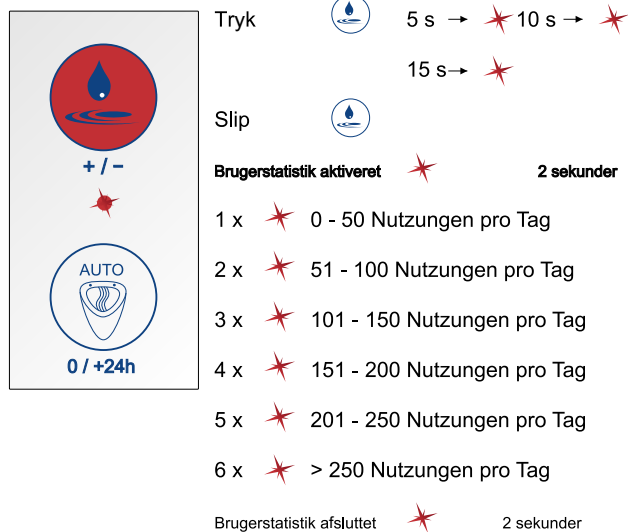 Tryk 5 s → 10 s →
15 s →
Slip
+ / −
Brugerstatistik aktiveret 2 sekunder
1 x 0 - 50 Nutzungen pro Tag
2 x 51 - 100 Nutzungen pro Tag
AUTO
3 x 101 - 150 Nutzungen pro Tag
0 / +24h
4 x 151 - 200 Nutzungen pro Tag
5 x 201 - 250 Nutzungen pro Tag
6 x > 250 Nutzungen pro Tag
Brugerstatistik afsluttet 2 sekunder